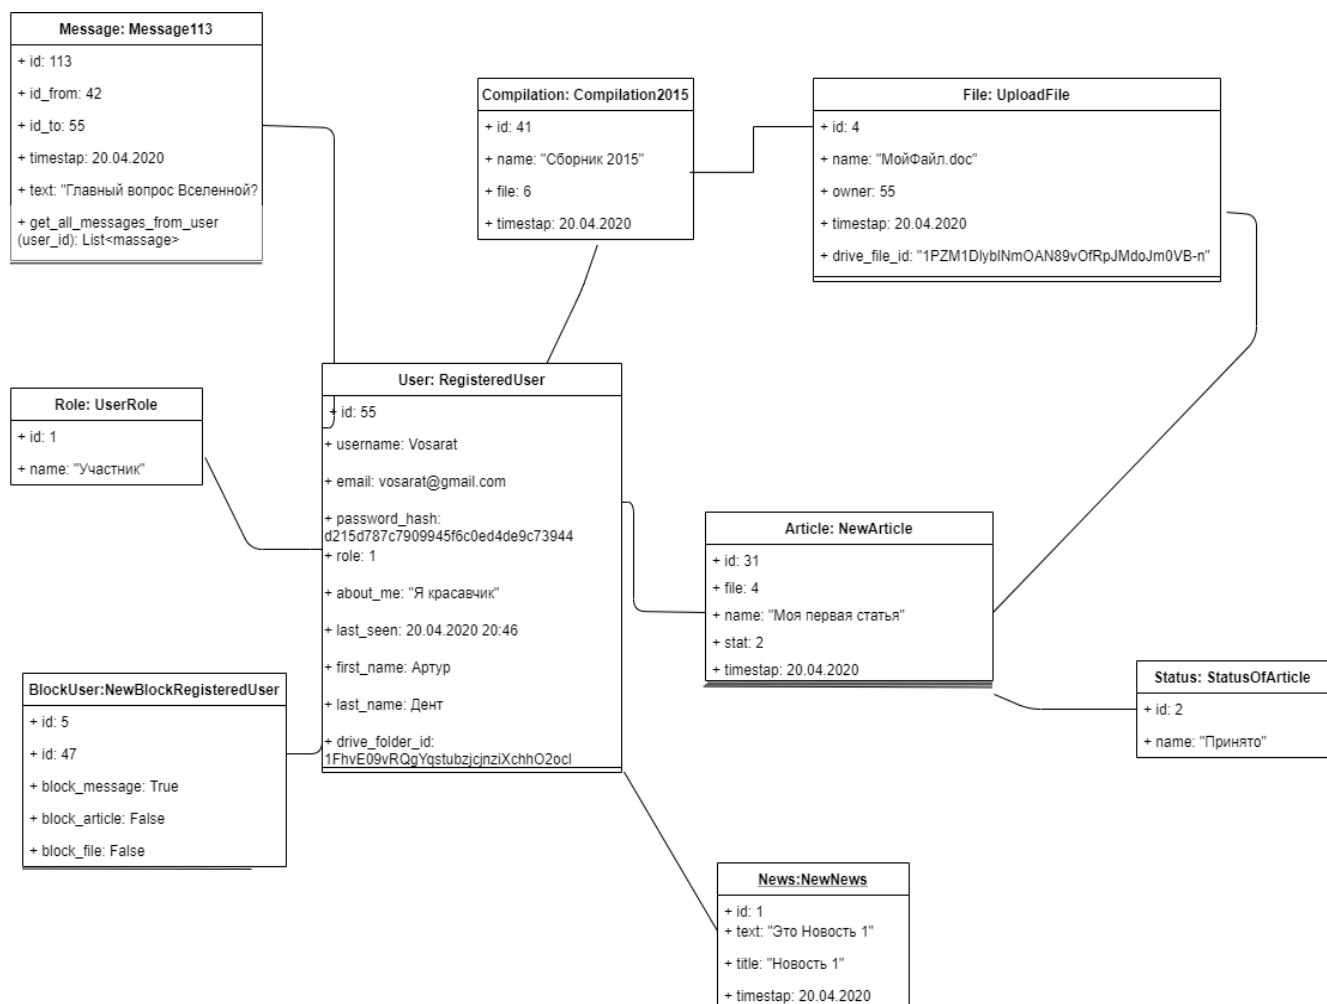 Message: Message113
+ id: 113
+ id_from: 42
+ id_to: 55
+ timestap: 20.04.2020
+ text: "Главный вопрос Вселенной?
+ get_all_messages_from_user
(user_id): List<massage>
Compilation: Compilation2015
+ id: 41
+ name: "Сборник 2015"
+ file: 6
+ timestap: 20.04.2020
File: UploadFile
+ id: 4
+ name: "МойФайл.doc"
+ owner: 55
+ timestap: 20.04.2020
+ drive_file_id: "1PZM1DlyblNmOAN89vOfRpJMdoJm0VB-n"
Role: UserRole
+ id: 1
+ name: "Участник"
User: RegisteredUser
+ id: 55
+ username: Vosarat
+ email: vosarat@gmail.com
+ password_hash:
d215d787c7909945f6c0ed4de9c73944
+ role: 1
+ about_me: "Я красавчик"
+ last_seen: 20.04.2020 20:46
+ first_name: Артур
+ last_name: Дент
+ drive_folder_id:
1FhvE09vRQgYqstubzjcjnziXchhO2ocI
Article: NewArticle
+ id: 31
+ file: 4
+ name: "Моя первая статья"
+ stat: 2
+ timestap: 20.04.2020
BlockUser:NewBlockRegisteredUser
+ id: 5
+ id: 47
+ block_message: True
+ block_article: False
+ block_file: False
Status: StatusOfArticle
+ id: 2
+ name: "Принято"
News:NewNews
+ id: 1
+ text: "Это Новость 1"
+ title: "Новость 1"
+ timestap: 20.04.2020